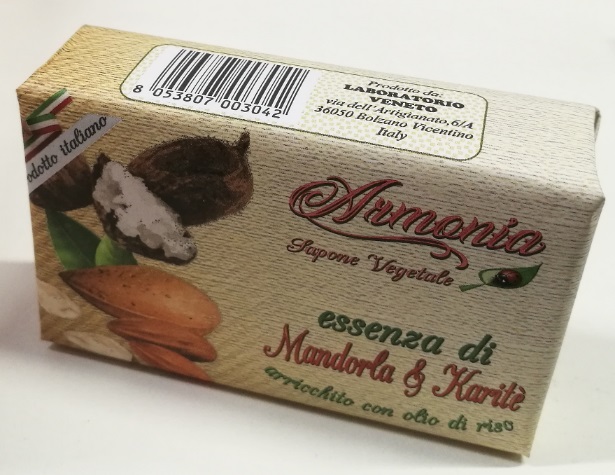 8 053807 003042
Prodotto da:
LABORATORIO
VENETO
via dell'Artigianato,6/A
36050 Bolzano Vicentino
Italy
odotto italiano
Armonia
Sapone Vegetale
essenza di
Mandorla & Karitè
arricchito con olio di riso